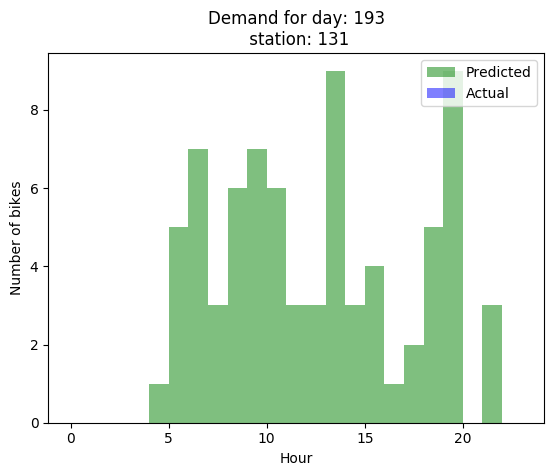 Demand for day: 193
station: 131
Predicted
Actual
Number of bikes
8
6
4
2
0
0
5
10
15
20
Hour